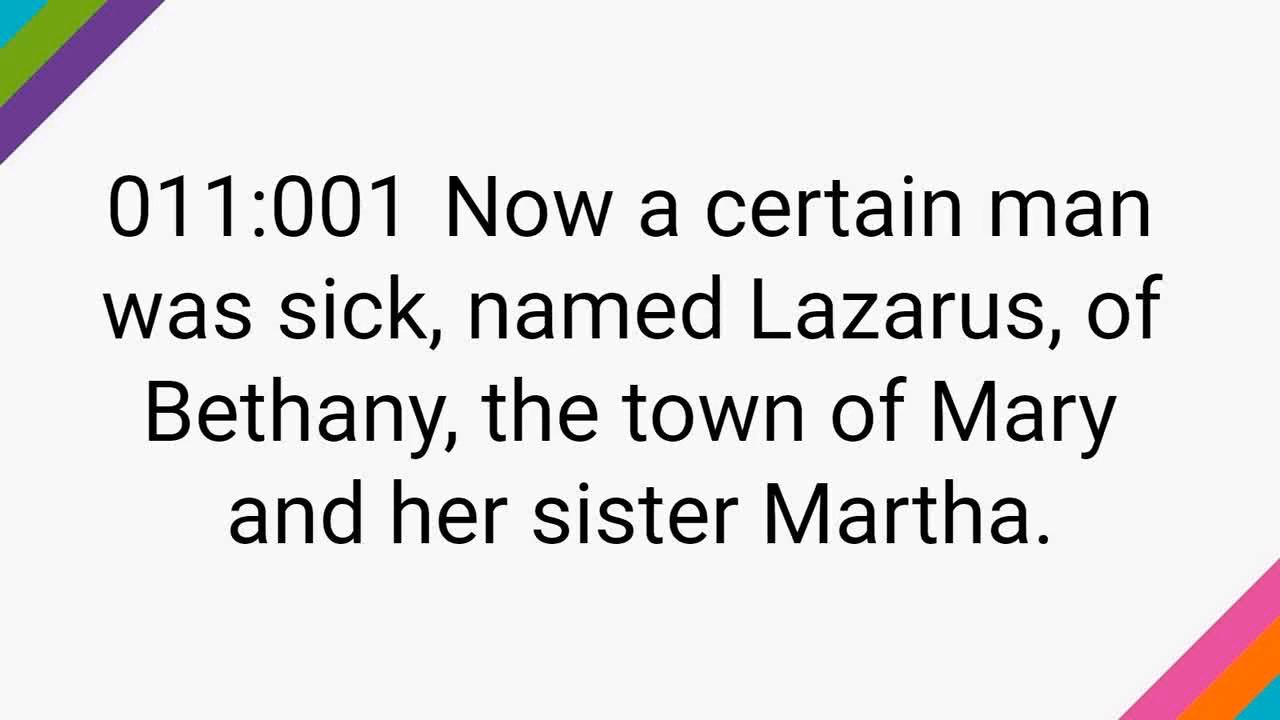 011:001 Now a certain man
was sick, named Lazarus, of
Bethany, the town of Mary
and her sister Martha.